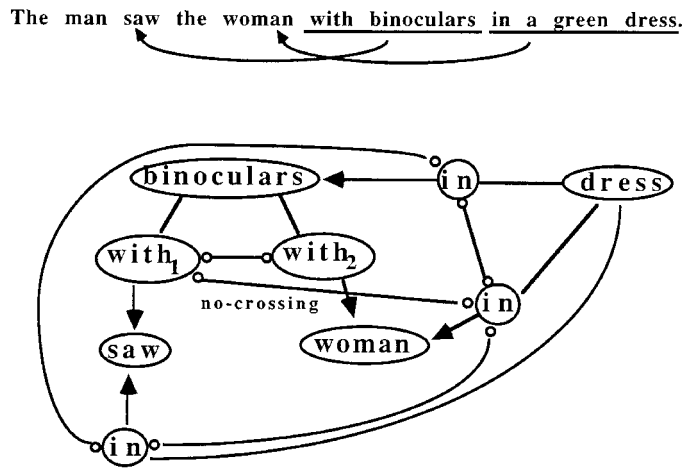 The man saw the woman with binoculars in a green dress.
binoculars
in
dress
with1
with2
in
no-crossing
saw
woman
in